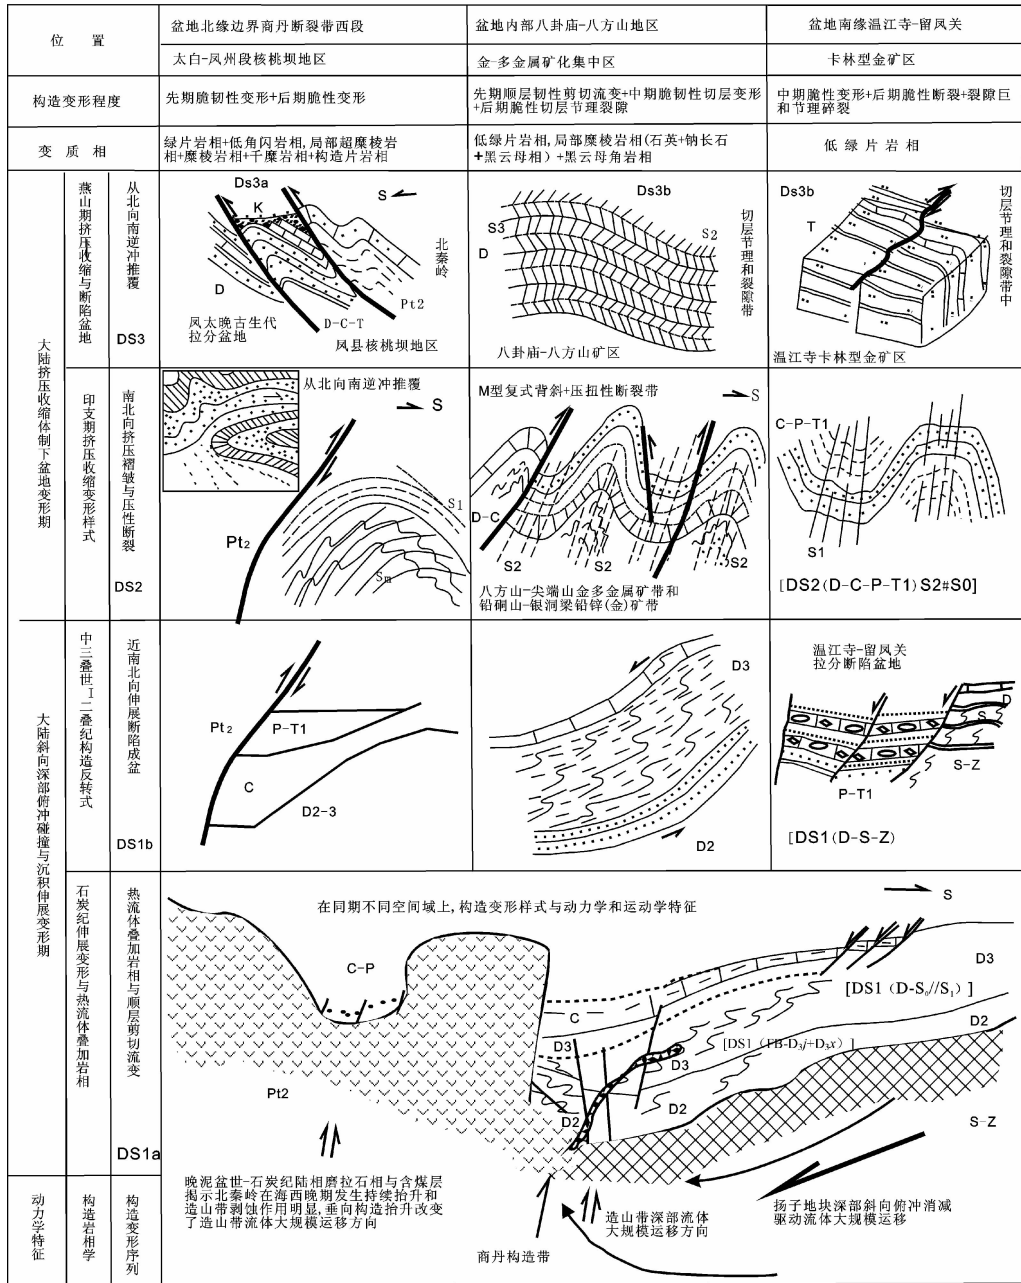 位 置
盆地北缘边界商丹断裂带西段
盆地内部八卦庙-八方山地区
盆地南缘温江寺-留凤关
太白-凤州段核桃坝地区
金-多金属矿化集中区
卡林型金矿区
构造变形程度
先期脆韧性变形+后期脆性变形
先期顺层韧性剪切流变+中期脆韧性切层变形
+后期脆性切层节理裂隙
中期脆性变形+后期脆性断裂+裂隙巨
和节理碎裂
变 质 相
绿片岩相+低角闪岩相,局部超糜棱岩
相+糜棱岩相+千糜岩相+构造片岩相
低绿片岩相,局部糜棱岩相(石英+钠长石
+黑云母相）+黑云母角岩相
低 绿 片 岩 相
大陆挤压收缩体制下盆地变形期
燕山期挤压收缩与断陷盆地
从北向南逆冲推覆
DS3
Ds3a
S
K
D
北秦岭
Pt2
D-C-T
凤太晚古生代
拉分盆地
凤县核桃坝地区
Ds3b
S3
S2
D
切层节理和裂隙带
八卦庙-八方山矿区
Ds3b
T
切层节理和裂隙带中
温江寺卡林型金矿区
印支期挤压收缩变形样式
南北向挤压褶皱与压性断裂
DS2
从北向南逆冲推覆
S
S1
Pt2
Sm
M型复式背斜+压扭性断裂带
S
D-C
S2
S2
S2
八方山-尖端山金多金属矿带和
铅硐山-银洞梁铅锌(金)矿带
C-P-T1
S1
[DS2(D-C-P-T1)S2#S0]
大陆斜向深部俯冲碰撞与沉积伸展变形期
中三叠世-二叠纪构造反转式
近南北向伸展断陷成盆
DS1b
Pt2
P-T1
C
D2-3
D3
D2
温江寺-留凤关
拉分断陷盆地
D
S
S-Z
P-T1
[DS1(D-S-Z)
石炭纪伸展变形与热流体叠加岩相
热流体叠加岩相与顺层剪切流变
DS1a
在同期不同空间域上,构造变形样式与动力学和运动学特征
S
C-P
D3
[DS1（D-S0//S1）]
C
D2
D3
[DS1（FB-D3l+D3x）]
D3
Pt2
D2
D2
S-Z
晚泥盆世-石炭纪陆相磨拉石相与含煤层
揭示北秦岭在海西晚期发生持续抬升和
造山带剥蚀作用明显,垂向构造抬升改变
了造山带流体大规模运移方向
造山带深部流体
大规模运移方向
扬子地块深部斜向俯冲消减
驱动流体大规模运移
商丹构造带
动力学特征
构造岩相学
构造变形序列